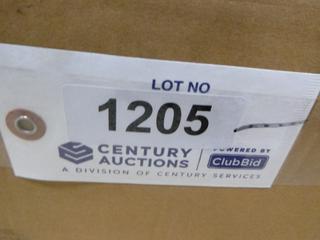 LOT NO
1205
CENTURY AUCTIONS
POWERED BY
ClubBid
A DIVISION OF CENTURY SERVICES